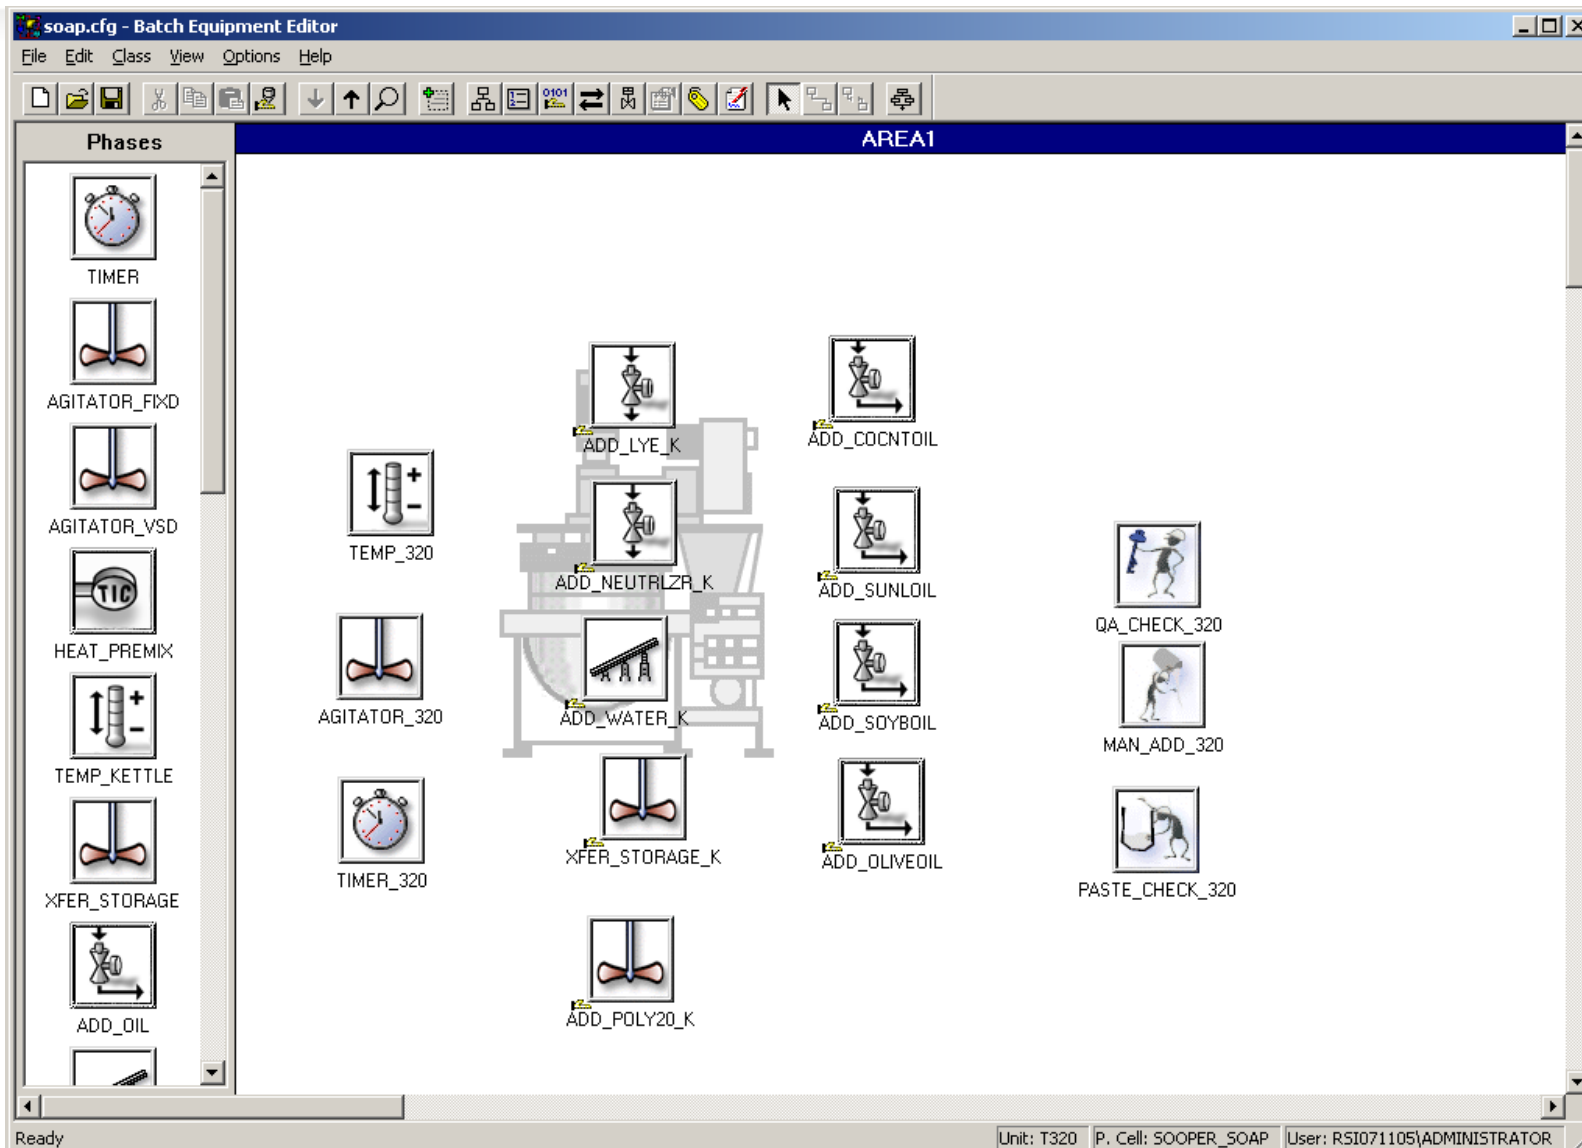 soap.cfg - Batch Equipment Editor
File Edit Class View Options Help
0101
Phases
AREA1
TIMER
AGITATOR_FIXD
AGITATOR_VSD
TIC
HEAT_PREMIX
TEMP_KETTLE
XFER_STORAGE
ADD_OIL
ADD_LYE_K
ADD_COCNTOIL
TEMP_320
ADD_NEUTRLZR_K
ADD_SUNLOIL
QA_CHECK_320
AGITATOR_320
ADD_WATER_K
ADD_SOYBOIL
MAN_ADD_320
TIMER_320
XFER_STORAGE_K
ADD_OLIVEOIL
PASTE_CHECK_320
ADD_POLY20_K
Ready
Unit: T320 P. Cell: SOOPER_SOAP User: RSI071105\ADMINISTRATOR